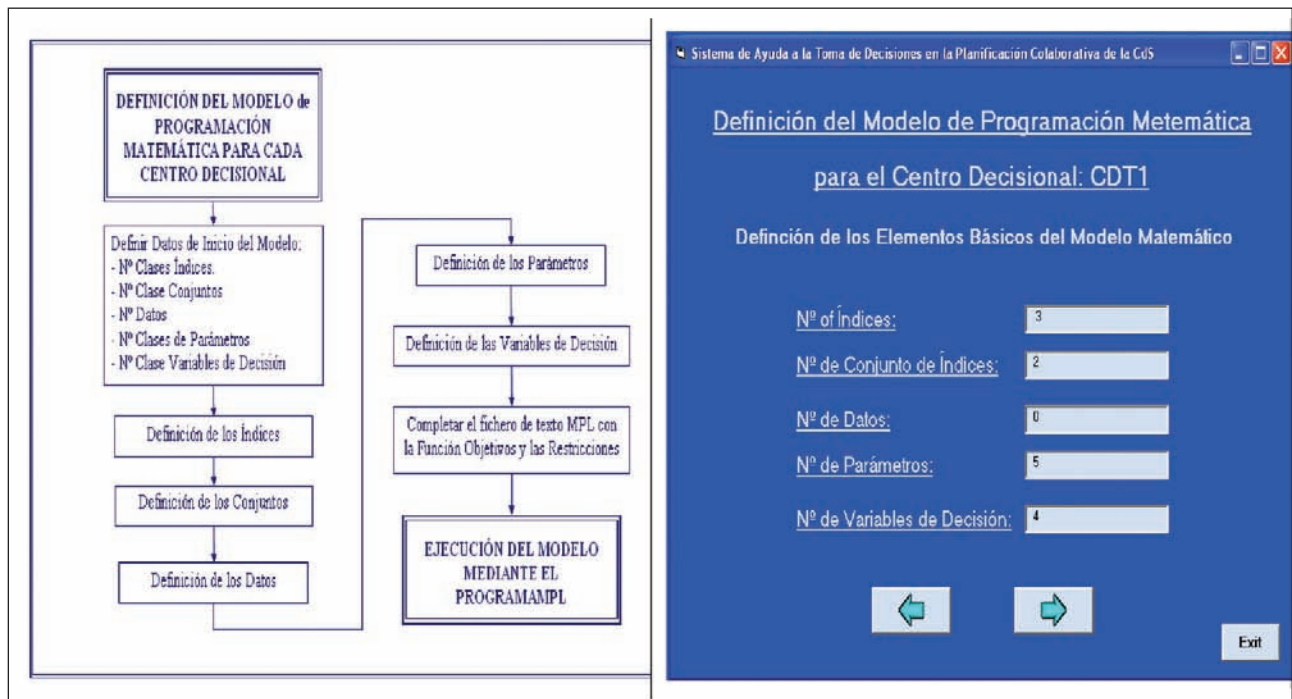 DEFINICIÓN DEL MODELO de
PROGRAMACIÓN
MATEMÁTICA PARA CADA
CENTRO DECISIONAL
Definir Datos de Inicio del Modelo:
- Nº Clases Índices.
- Nº Clase Conjuntos
- Nº Datos
- Nº Clases de Parámetros
- Nº Clase Variables de Decisión
Definición de los Índices
Definición de los Conjuntos
Definición de los Datos
Definición de los Parámetros
Definición de las Variables de Decisión
Completar el fichero de texto MPL con
la Función Objetivos y las Restricciones
EJECUCIÓN DEL MODELO
MEDIANTE EL
PROGRAMAMPL
Sistema de Ayuda a la Toma de Decisiones en la Planificación Colaborativa de la CdS
Definición del Modelo de Programación Metemática
para el Centro Decisional: CDT1
Definción de los Elementos Básicos del Modelo Matemático
Nº of Índices: 3
Nº de Conjunto de Índices: 2
Nº de Datos: 0
Nº de Parámetros: 5
Nº de Variables de Decisión: 4
Exit